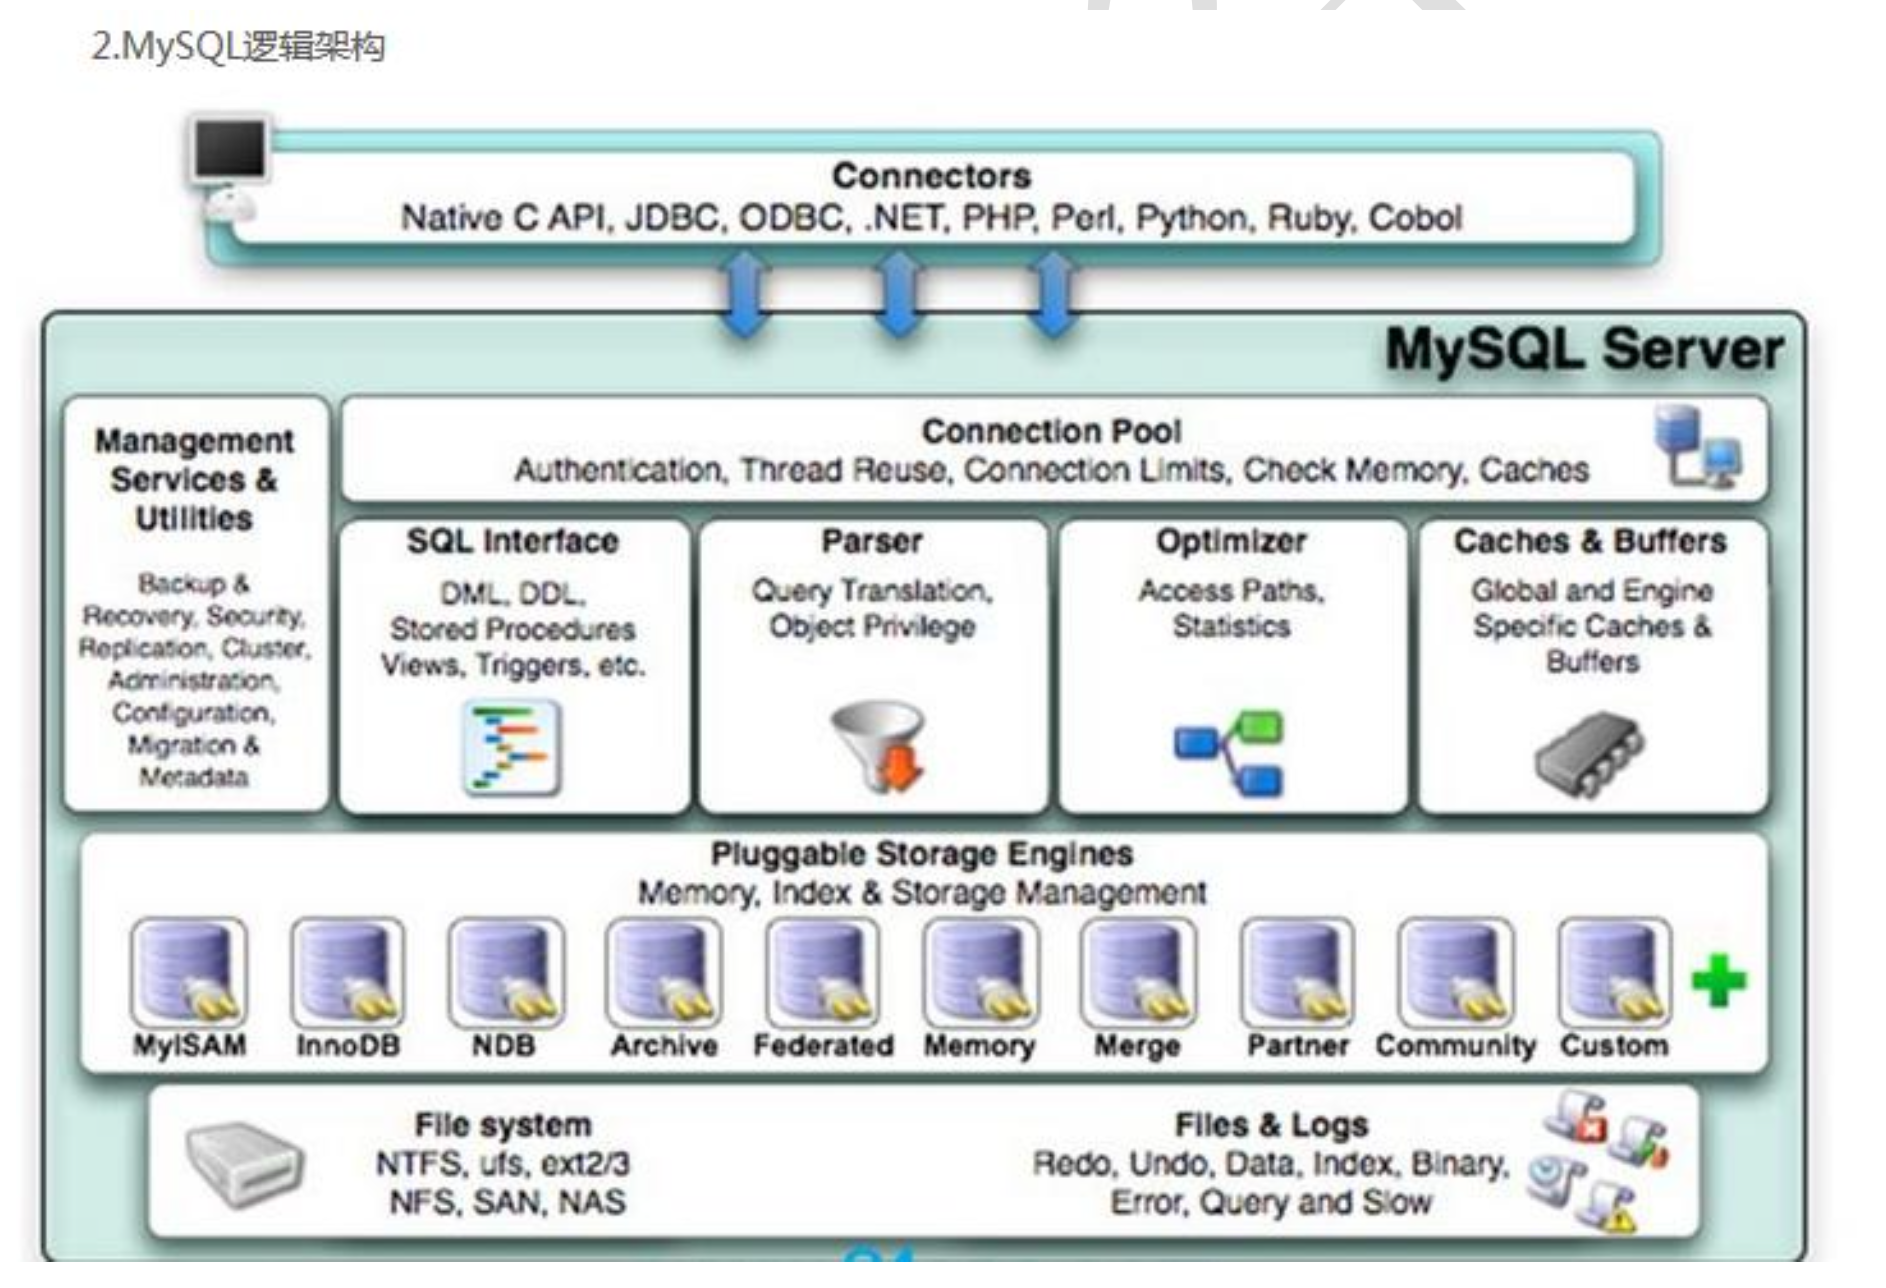 2.MySQL逻辑架构
Connectors
Native C API, JDBC, ODBC, .NET, PHP, Perl, Python, Ruby, Cobol
MySQL Server
Management
Services &
Utilities
Backup &
Recovery, Security,
Replication, Cluster,
Administration,
Configuration,
Migration &
Metadata
Connection Pool
Authentication, Thread Reuse, Connection Limits, Check Memory, Caches
SQL Interface
DML, DDL,
Stored Procedures
Views, Triggers, etc.
Parser
Query Translation,
Object Privilege
Optimizer
Access Paths,
Statistics
Caches & Buffers
Global and Engine
Specific Caches &
Buffers
Pluggable Storage Engines
Memory, Index & Storage Management
MyISAM
InnoDB
NDB
Archive
Federated
Memory
Merge
Partner
Community
Custom
File system
NTFS, ufs, ext2/3
NFS, SAN, NAS
Files & Logs
Redo, Undo, Data, Index, Binary,
Error, Query and Slow